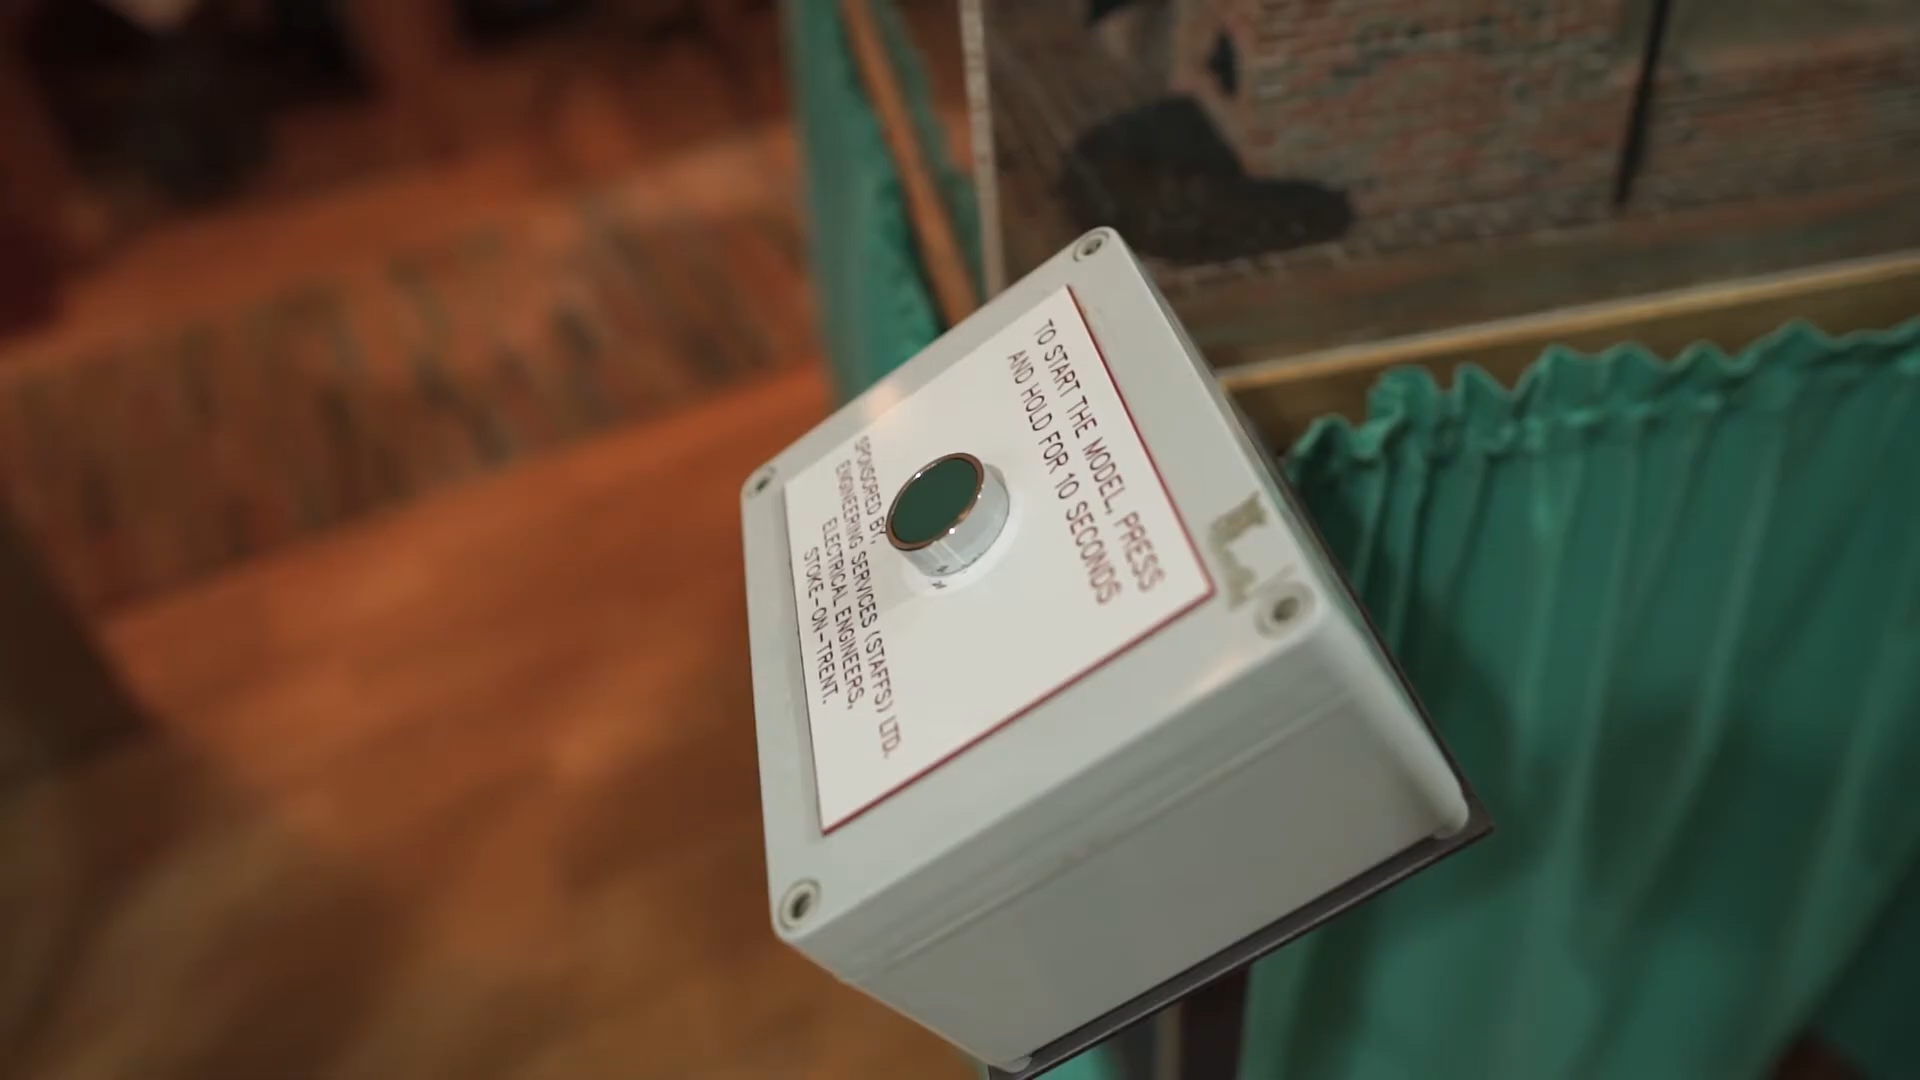 TO START THE MODEL, PRESS
AND HOLD FOR 10 SECONDS
SPONSORED BY,
ENGINEERING SERVICES (STAFFS) LTD.
ELECTRICAL ENGINEERS,
STOKE-ON-TRENT.